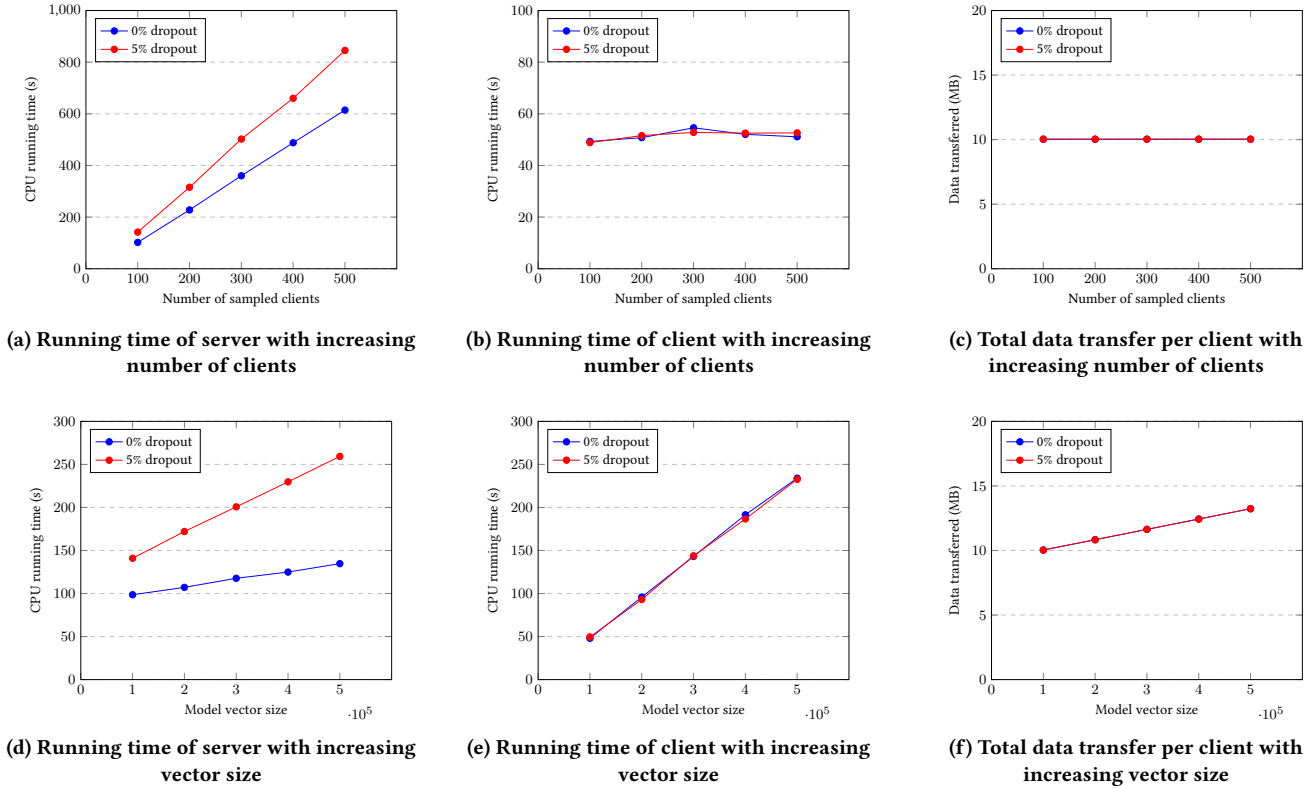 1,000
800
600
400
200
0
CPU running time (s)
0% dropout
5% dropout
0
100
200
300
400
500
Number of sampled clients
(a) Running time of server with increasing
number of clients
100
80
60
40
20
0
CPU running time (s)
0% dropout
5% dropout
0
100
200
300
400
500
Number of sampled clients
(b) Running time of client with increasing
number of clients
20
15
10
5
0
Data transferred (MB)
0% dropout
5% dropout
0
100
200
300
400
500
Number of sampled clients
(c) Total data transfer per client with
increasing number of clients
300
250
200
150
100
50
0
CPU running time (s)
0% dropout
5% dropout
0
1
2
3
4
5
·10⁵
Model vector size
(d) Running time of server with increasing
vector size
300
250
200
150
100
50
0
CPU running time (s)
0% dropout
5% dropout
0
1
2
3
4
5
·10⁵
Model vector size
(e) Running time of client with increasing
vector size
20
15
10
5
0
Data transferred (MB)
0% dropout
5% dropout
0
1
2
3
4
5
·10⁵
Model vector size
(f) Total data transfer per client with
increasing vector size